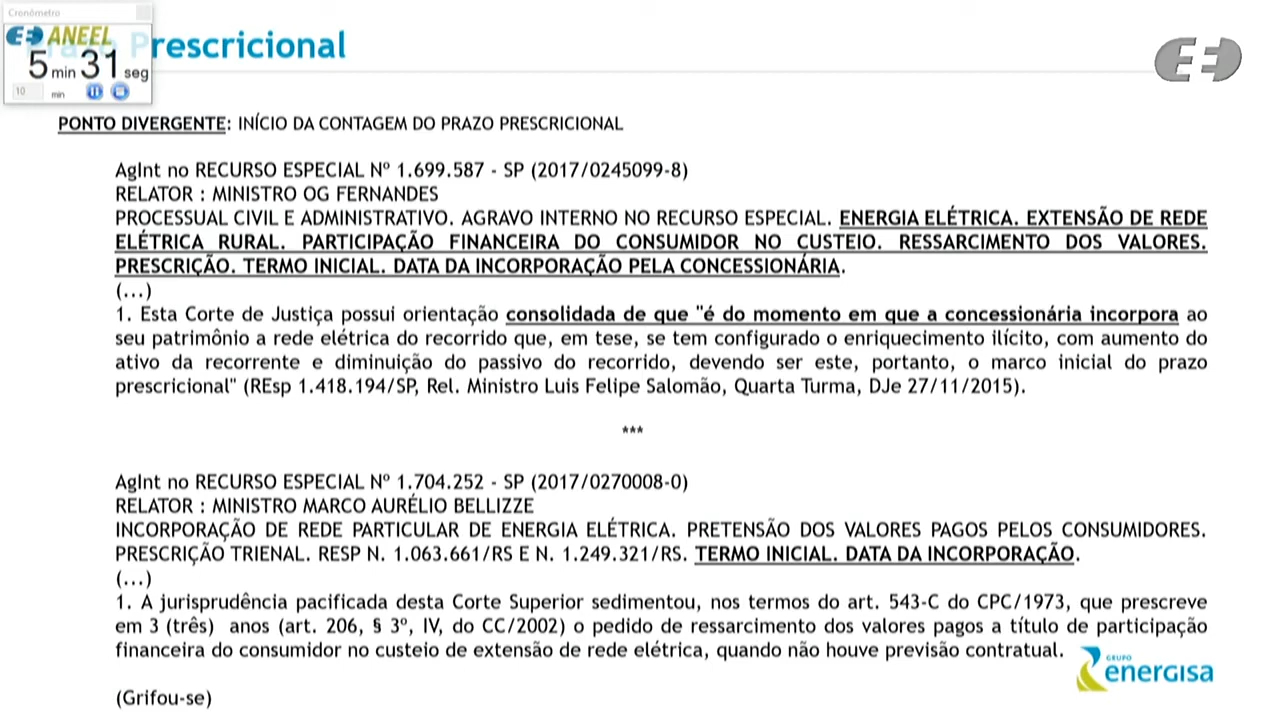 Cronômetro
ANEEL
5 min 31 seg
10 min
Prescricional
PONTO DIVERGENTE: INÍCIO DA CONTAGEM DO PRAZO PRESCRICIONAL
AgInt no RECURSO ESPECIAL Nº 1.699.587 - SP (2017/0245099-8)
RELATOR : MINISTRO OG FERNANDES
PROCESSUAL CIVIL E ADMINISTRATIVO. AGRAVO INTERNO NO RECURSO ESPECIAL. ENERGIA ELÉTRICA. EXTENSÃO DE REDE
ELÉTRICA RURAL. PARTICIPAÇÃO FINANCEIRA DO CONSUMIDOR NO CUSTEIO. RESSARCIMENTO DOS VALORES.
PRESCRIÇÃO. TERMO INICIAL. DATA DA INCORPORAÇÃO PELA CONCESSIONÁRIA.
(...)
1. Esta Corte de Justiça possui orientação consolidada de que "é do momento em que a concessionária incorpora ao
seu patrimônio a rede elétrica do recorrido que, em tese, se tem configurado o enriquecimento ilícito, com aumento do
ativo da recorrente e diminuição do passivo do recorrido, devendo ser este, portanto, o marco inicial do prazo
prescricional" (REsp 1.418.194/SP, Rel. Ministro Luis Felipe Salomão, Quarta Turma, DJe 27/11/2015).
***
AgInt no RECURSO ESPECIAL Nº 1.704.252 - SP (2017/0270008-0)
RELATOR : MINISTRO MARCO AURÉLIO BELLIZZE
INCORPORAÇÃO DE REDE PARTICULAR DE ENERGIA ELÉTRICA. PRETENSÃO DOS VALORES PAGOS PELOS CONSUMIDORES.
PRESCRIÇÃO TRIENAL. RESP N. 1.063.661/RS E N. 1.249.321/RS. TERMO INICIAL. DATA DA INCORPORAÇÃO.
(...)
1. A jurisprudência pacificada desta Corte Superior sedimentou, nos termos do art. 543-C do CPC/1973, que prescreve
em 3 (três) anos (art. 206, § 3º, IV, do CC/2002) o pedido de ressarcimento dos valores pagos a título de participação
financeira do consumidor no custeio de extensão de rede elétrica, quando não houve previsão contratual.
GRUPO
energisa
(Grifou-se)